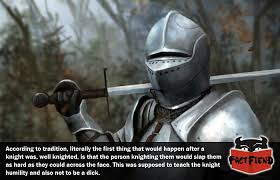 According to tradition, literally the first thing that would happen after a
knight was, well knighted, is that the person knighting them would slap them
as hard as they could across the face. This was supposed to teach the knight
humility and also not to be a dick.
FACT FIEND